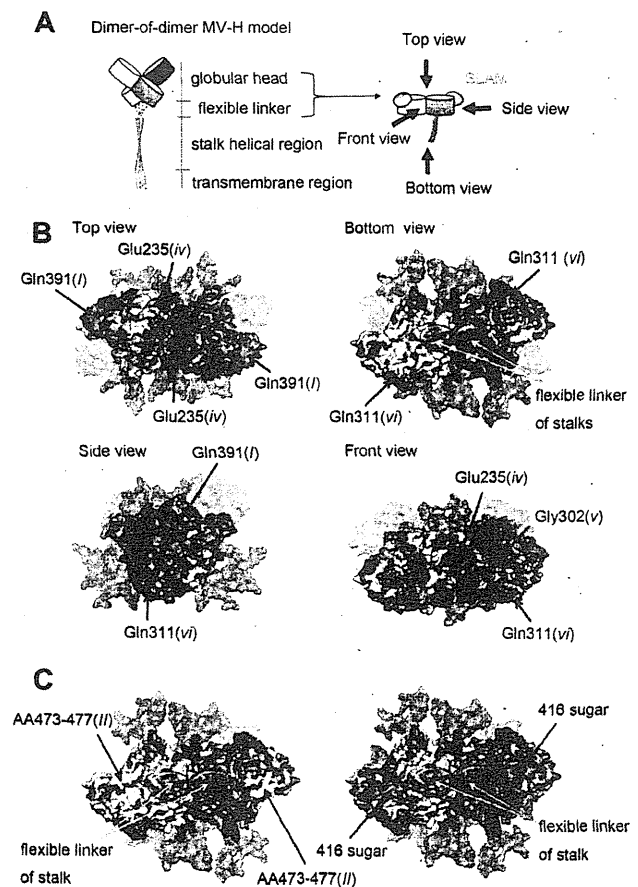 A
Dimer-of-dimer MV-H model
globular head
flexible linker
stalk helical region
transmembrane region
Top view
SLAM
Side view
Front view
Bottom view
B
Top view
Glu235(iv)
Gln391(I)
Gln391(I)
Glu235(iv)
Bottom view
Gln311 (vi)
Gln311(vi)
flexible linker
of stalks
Side view
Gln391(I)
Gln311(vi)
Front view
Glu235(iv)
Gly302(v)
Gln311(vi)
C
AA473-477(II)
flexible linker
of stalk
AA473-477(II)
416 sugar
416 sugar
flexible linker
of stalk